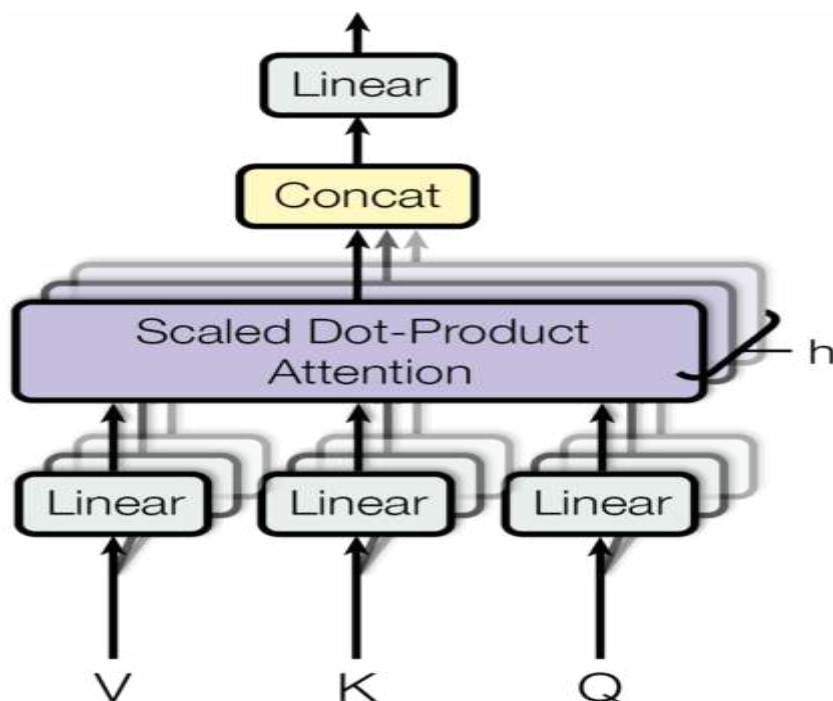 Linear
Concat
Scaled Dot-Product
Attention
h
Linear Linear Linear
V K Q